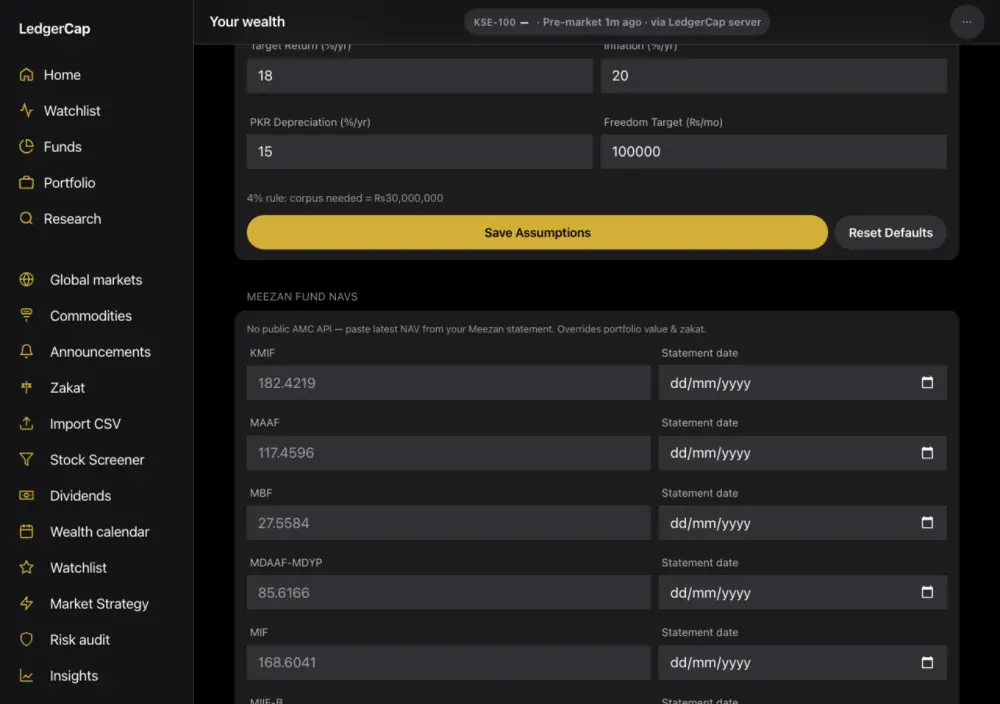 LedgerCap
Home
Watchlist
Funds
Portfolio
Research
Global markets
Commodities
Announcements
Zakat
Import CSV
Stock Screener
Dividends
Wealth calendar
Watchlist
Market Strategy
Risk audit
Insights
Your wealth
KSE-100 — · Pre-market 1m ago · via LedgerCap server
...
Target Return (%/yr) Inflation (%/yr)
18 20
PKR Depreciation (%/yr) Freedom Target (₨/mo)
15 100000
4% rule: corpus needed = ₨30,000,000
Save Assumptions Reset Defaults
MEEZAN FUND NAVS
No public AMC API — paste latest NAV from your Meezan statement. Overrides portfolio value & zakat.
KMIF Statement date
182.4219 dd/mm/yyyy
MAAF Statement date
117.4596 dd/mm/yyyy
MBF Statement date
27.5584 dd/mm/yyyy
MDAAF-MDYP Statement date
85.6166 dd/mm/yyyy
MIF Statement date
168.6041 dd/mm/yyyy
MIIF-B Statement date